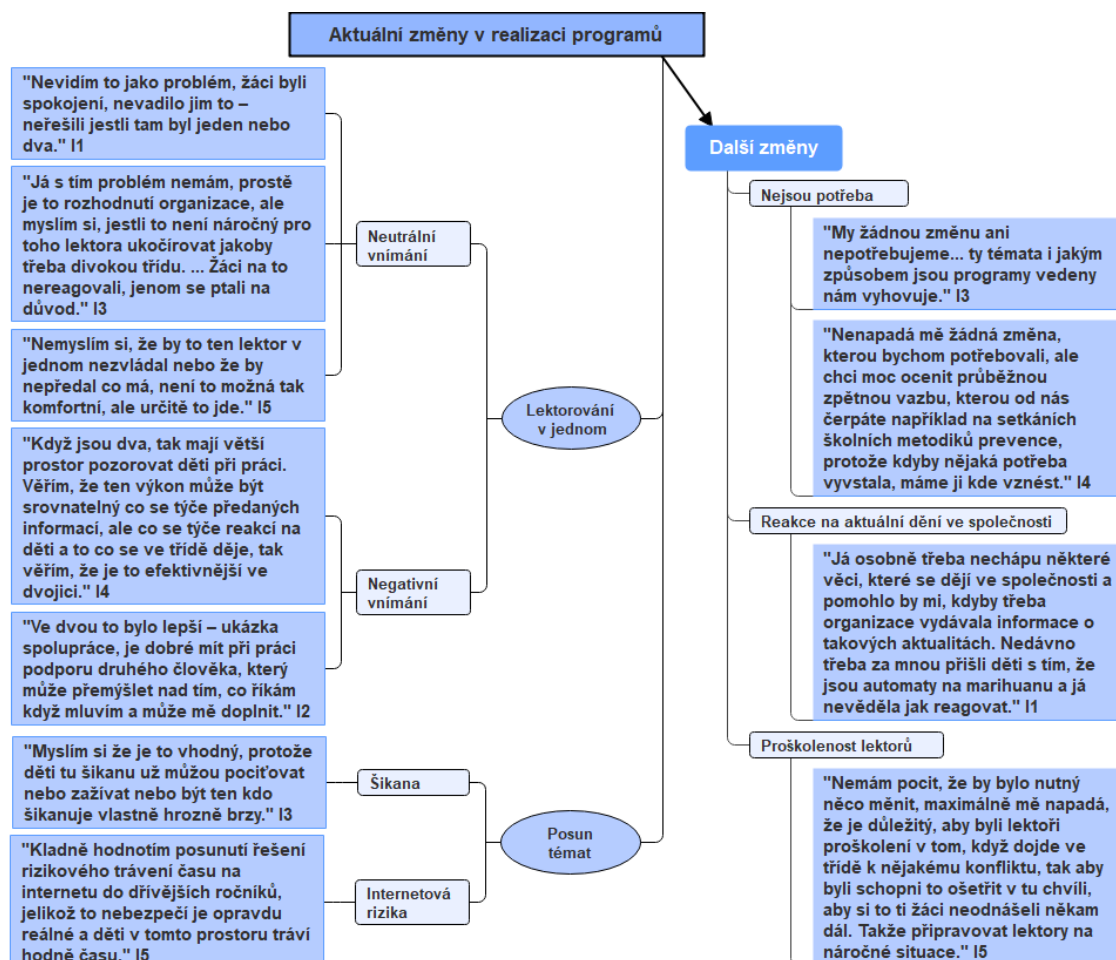 Aktuální změny v realizaci programů
"Nevidím to jako problém, žáci byli
spokojení, nevadilo jim to –
neřešili jestli tam byl jeden nebo
dva." I1
"Já s tím problém nemám, prostě
je to rozhodnutí organizace, ale
myslím si, jestli to není náročný pro
toho lektora ukočírovat jakoby
třeba divokou třídu. ... Žáci na to
nereagovali, jenom se ptali na
důvod." I3
"Nemyslím si, že by to ten lektor v
jednom nezvládal nebo že by
nepředal co má, není to možná tak
komfortní, ale určitě to jde." I5
Neutrální
vnímání
"Když jsou dva, tak mají větší
prostor pozorovat děti při práci.
Věřím, že ten výkon může být
srovnatelný co se týče předaných
informací, ale co se týče reakcí na
děti a to co se ve třídě děje, tak
věřím, že je to efektivnější ve
dvojici." I4
"Ve dvou to bylo lepší – ukázka
spolupráce, je dobré mít při práci
podporu druhého člověka, který
může přemýšlet nad tím, co říkám
když mluvím a může mě doplnit." I2
Negativní
vnímání
Lektorování
v jednom
"Myslím si že je to vhodný, protože
děti tu šikanu už můžou pociťovat
nebo zažívat nebo být ten kdo
šikanuje vlastně hrozně brzy." I3
Šikana
"Kladně hodnotím posunutí řešení
rizikového trávení času na
internetu do dřívějších ročníků,
jelikož to nebezpečí je opravdu
reálné a děti v tomto prostoru tráví
hodně času." I5
Internetová
rizika
Posun
témat
Další změny
Nejsou potřeba
"My žádnou změnu ani
nepotřebujeme... ty témata i jakým
způsobem jsou programy vedeny
nám vyhovuje." I3
"Nenapadá mě žádná změna,
kterou bychom potřebovali, ale
chci moc ocenit průběžnou
zpětnou vazbu, kterou od nás
čerpáte například na setkáních
školních metodiků prevence,
protože kdyby nějaká potřeba
vyvstala, máme ji kde vznést." I4
Reakce na aktuální dění ve společnosti
"Já osobně třeba nechápu některé
věci, které se dějí ve společnosti a
pomohlo by mi, kdyby třeba
organizace vydávala informace o
takových aktualitách. Nedávno
třeba za mnou přišli děti s tím, že
jsou automaty na marihuanu a já
nevěděla jak reagovat." I1
Proškolenost lektorů
"Nemám pocit, že by bylo nutný
něco měnit, maximálně mě napadá,
že je důležitý, aby byli lektoři
proškolení v tom, když dojde ve
třídě k nějakému konfliktu, tak aby
byli schopni to ošetřit v tu chvíli,
aby si to ti žáci neodnášeli někam
dál. Takže připravovat lektory na
náročné situace." I5